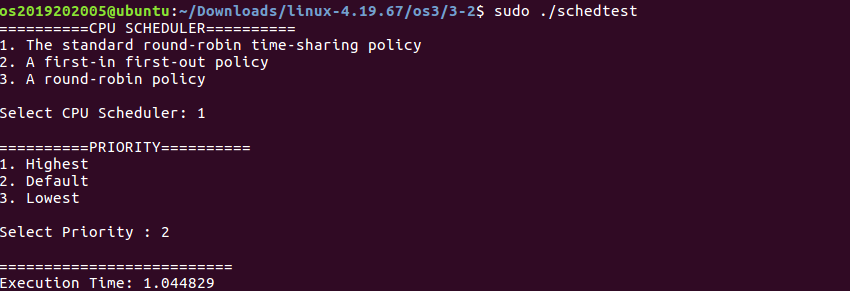 os2019202005@ubuntu:~/Downloads/linux-4.19.67/os3/3-2$ sudo ./schedtest
==========CPU SCHEDULER==========
1. The standard round-robin time-sharing policy
2. A first-in first-out policy
3. A round-robin policy
Select CPU Scheduler: 1
==========PRIORITY==========
1. Highest
2. Default
3. Lowest
Select Priority : 2
==========================
Execution Time: 1.044829